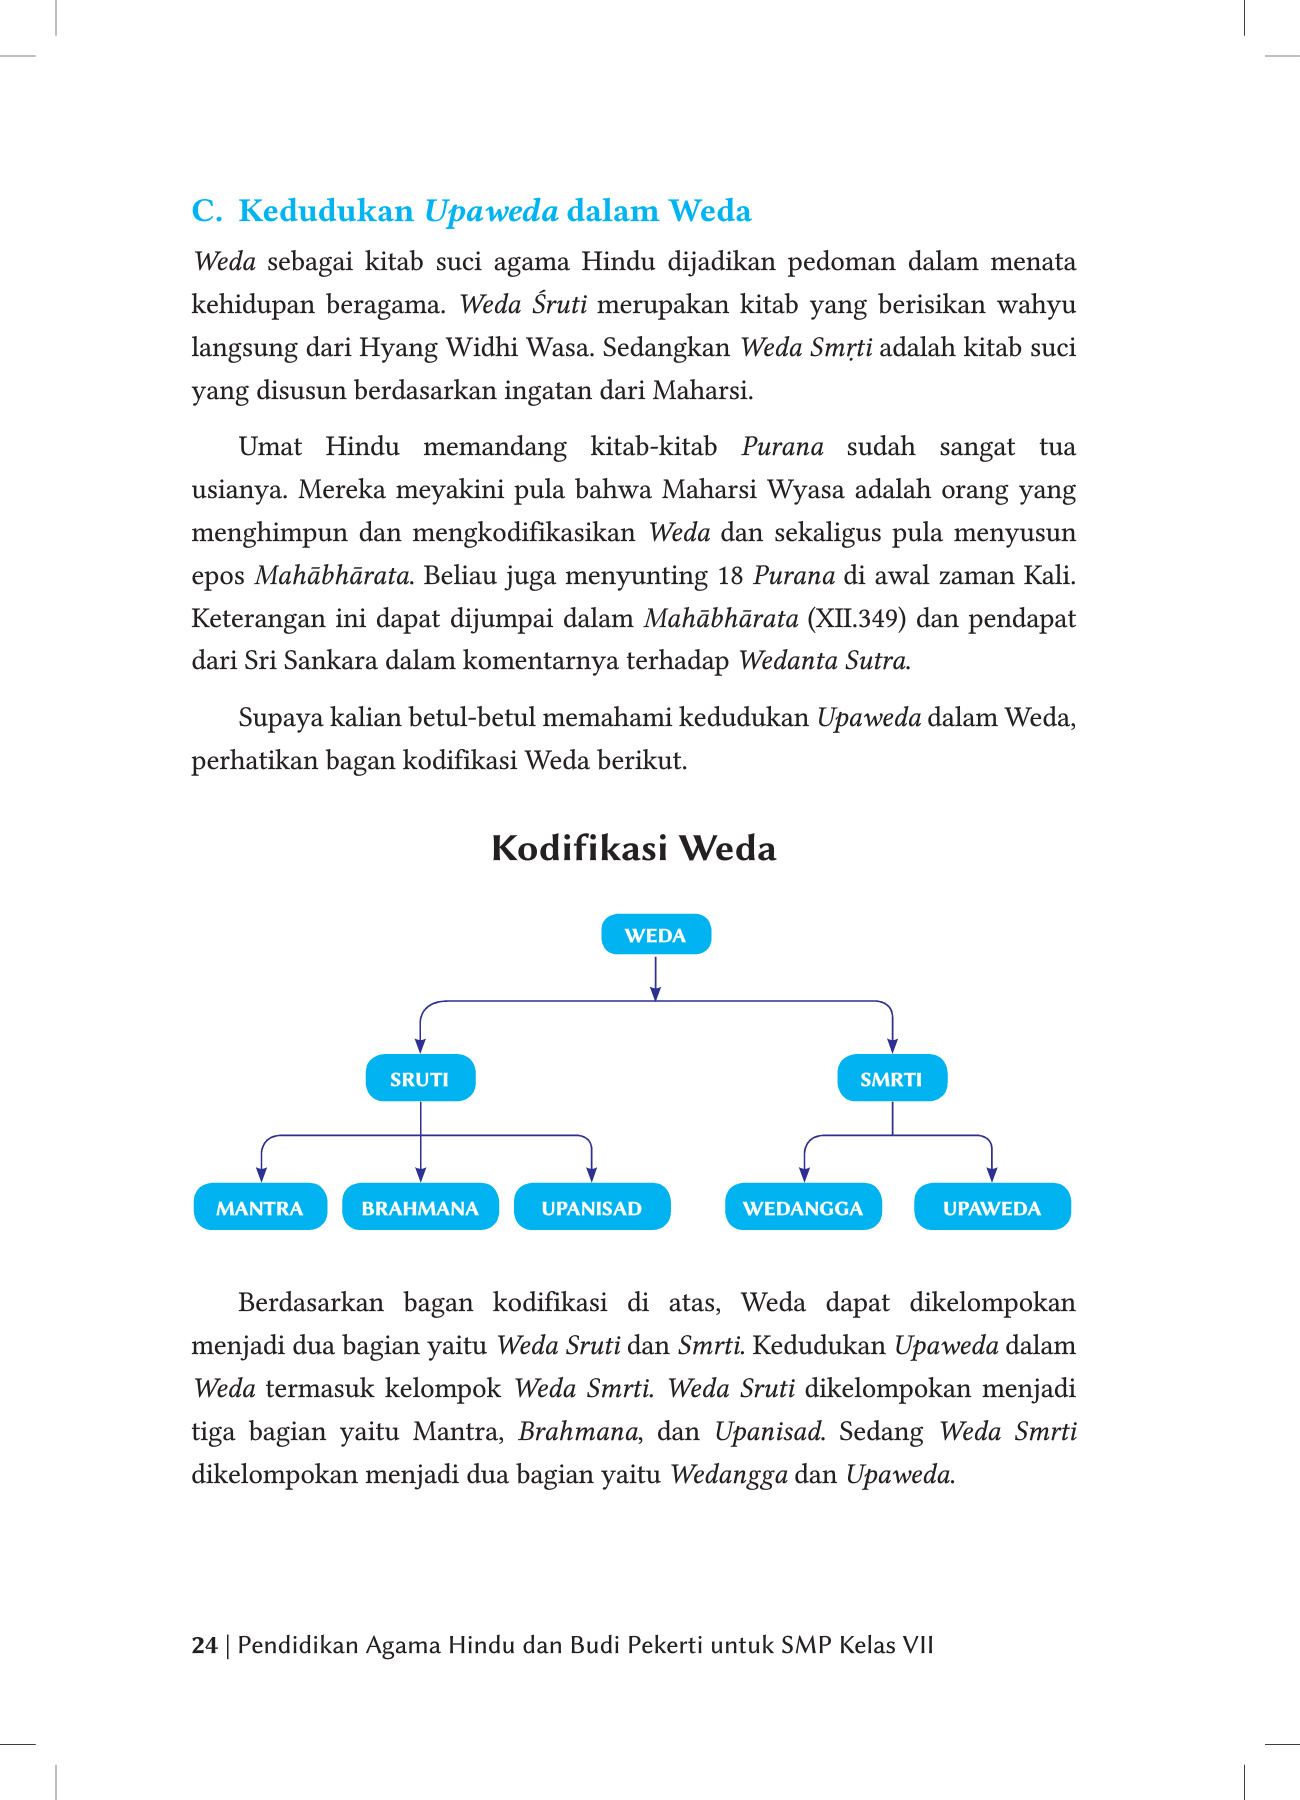 C. Kedudukan Upaweda dalam Weda
Weda sebagai kitab suci agama Hindu dijadikan pedoman dalam menata
kehidupan beragama. Weda Śruti merupakan kitab yang berisikan wahyu
langsung dari Hyang Widhi Wasa. Sedangkan Weda Smṛti adalah kitab suci
yang disusun berdasarkan ingatan dari Maharsi.
Umat Hindu memandang kitab-kitab Purana sudah sangat tua
usianya. Mereka meyakini pula bahwa Maharsi Wyasa adalah orang yang
menghimpun dan mengkodifikasikan Weda dan sekaligus pula menyusun
epos Mahābhārata. Beliau juga menyunting 18 Purana di awal zaman Kali.
Keterangan ini dapat dijumpai dalam Mahābhārata (XII.349) dan pendapat
dari Sri Sankara dalam komentarnya terhadap Wedanta Sutra.
Supaya kalian betul-betul memahami kedudukan Upaweda dalam Weda,
perhatikan bagan kodifikasi Weda berikut.
Kodifikasi Weda
WEDA
SRUTI
SMRTI
MANTRA
BRAHMANA
UPANISAD
WEDANGGA
UPAWEDA
Berdasarkan bagan kodifikasi di atas, Weda dapat dikelompokan
menjadi dua bagian yaitu Weda Sruti dan Smrti. Kedudukan Upaweda dalam
Weda termasuk kelompok Weda Smrti. Weda Sruti dikelompokan menjadi
tiga bagian yaitu Mantra, Brahmana, dan Upanisad. Sedang Weda Smrti
dikelompokan menjadi dua bagian yaitu Wedangga dan Upaweda.
24 | Pendidikan Agama Hindu dan Budi Pekerti untuk SMP Kelas VII